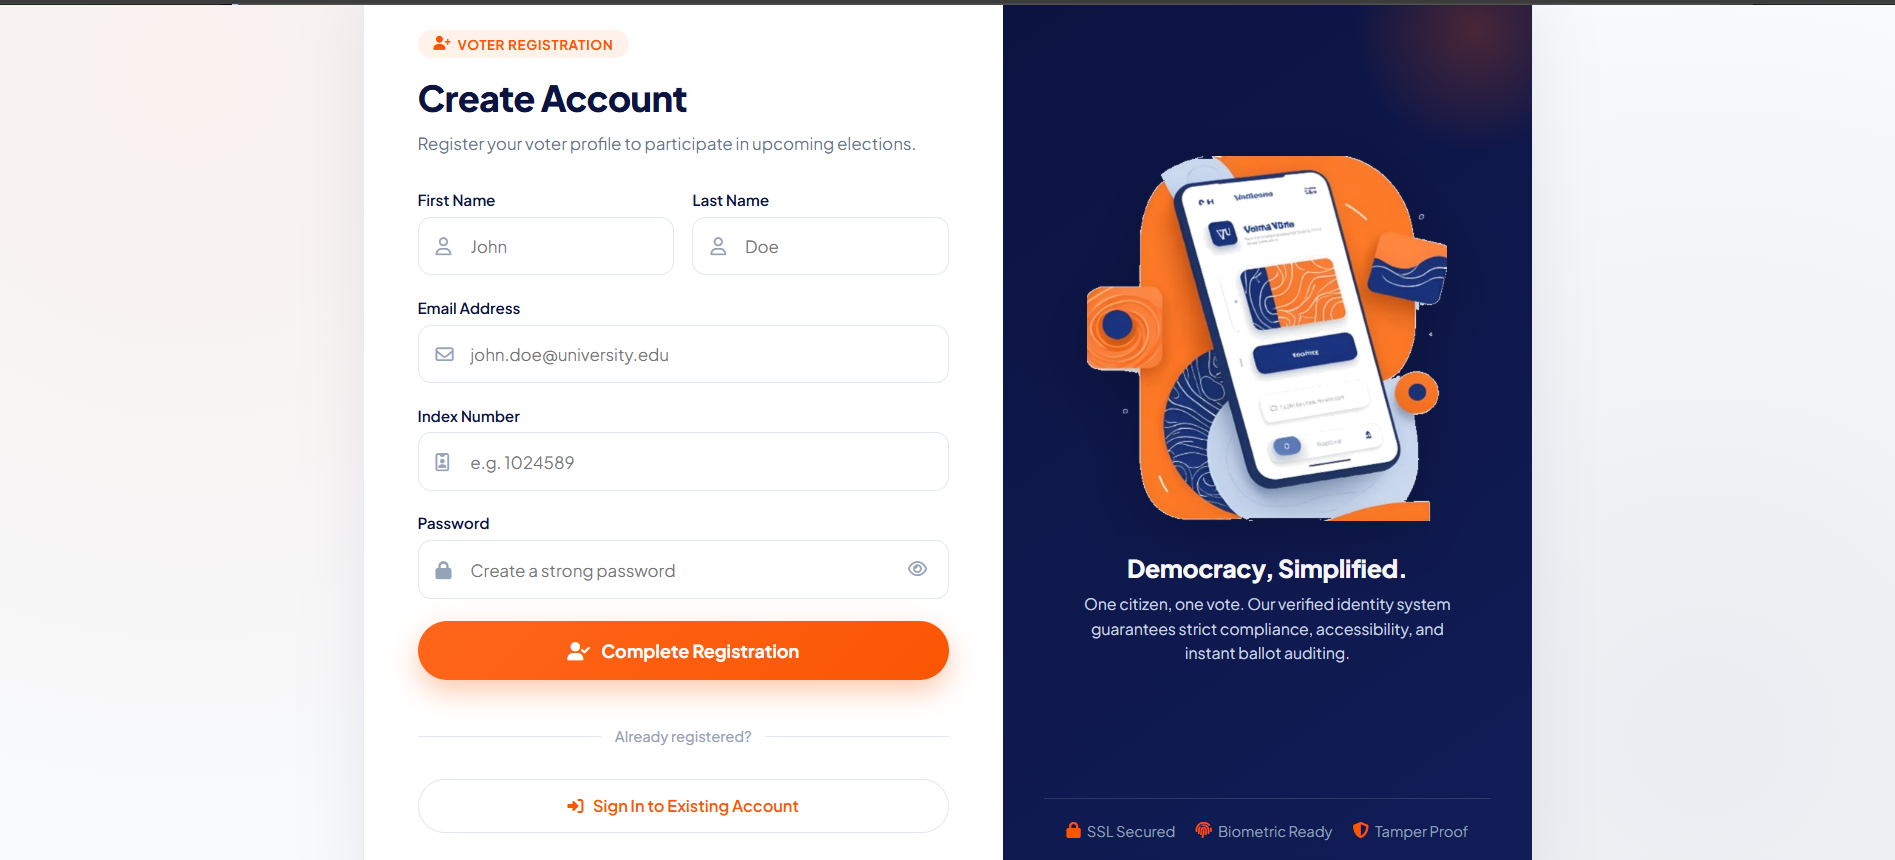 VOTER REGISTRATION
Create Account
Register your voter profile to participate in upcoming elections.
First Name
Last Name
John
Doe
Email Address
john.doe@university.edu
Index Number
e.g. 1024589
Password
Create a strong password
Complete Registration
Already registered?
Sign In to Existing Account
Democracy, Simplified.
One citizen, one vote. Our verified identity system
guarantees strict compliance, accessibility, and
instant ballot auditing.
SSL Secured
Biometric Ready
Tamper Proof